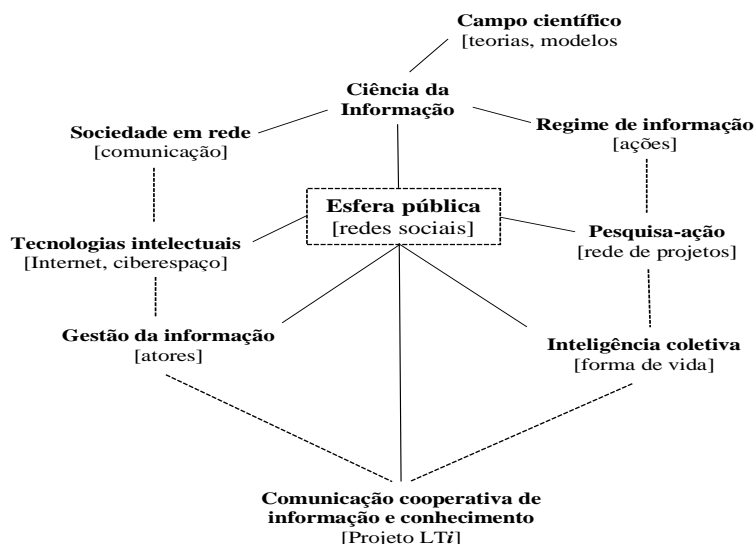 Campo científico
[teorias, modelos
Ciência da
Informação
Sociedade em rede
[comunicação]
Regime de informação
[ações]
Esfera pública
[redes sociais]
Tecnologias intelectuais
[Internet, ciberespaço]
Pesquisa-ação
[rede de projetos]
Gestão da informação
[atores]
Inteligência coletiva
[forma de vida]
Comunicação cooperativa de
informação e conhecimento
[Projeto LTi]